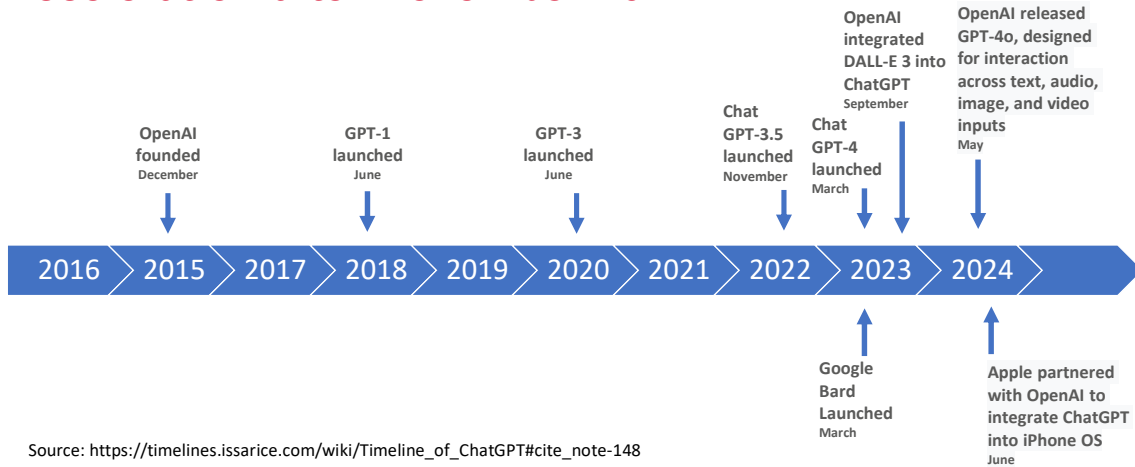 OpenAI
founded
December
GPT-1
launched
June
GPT-3
launched
June
Chat
GPT-3.5
launched
November
Chat
GPT-4
launched
March
OpenAI
integrated
DALL-E 3 into
ChatGPT
September
OpenAI released
GPT-4o, designed
for interaction
across text, audio,
image, and video
inputs
May
2016
2015
2017
2018
2019
2020
2021
2022
2023
2024
Google
Bard
Launched
March
Apple partnered
with OpenAI to
integrate ChatGPT
into iPhone OS
June
Source: https://timelines.issarice.com/wiki/Timeline_of_ChatGPT#cite_note-148